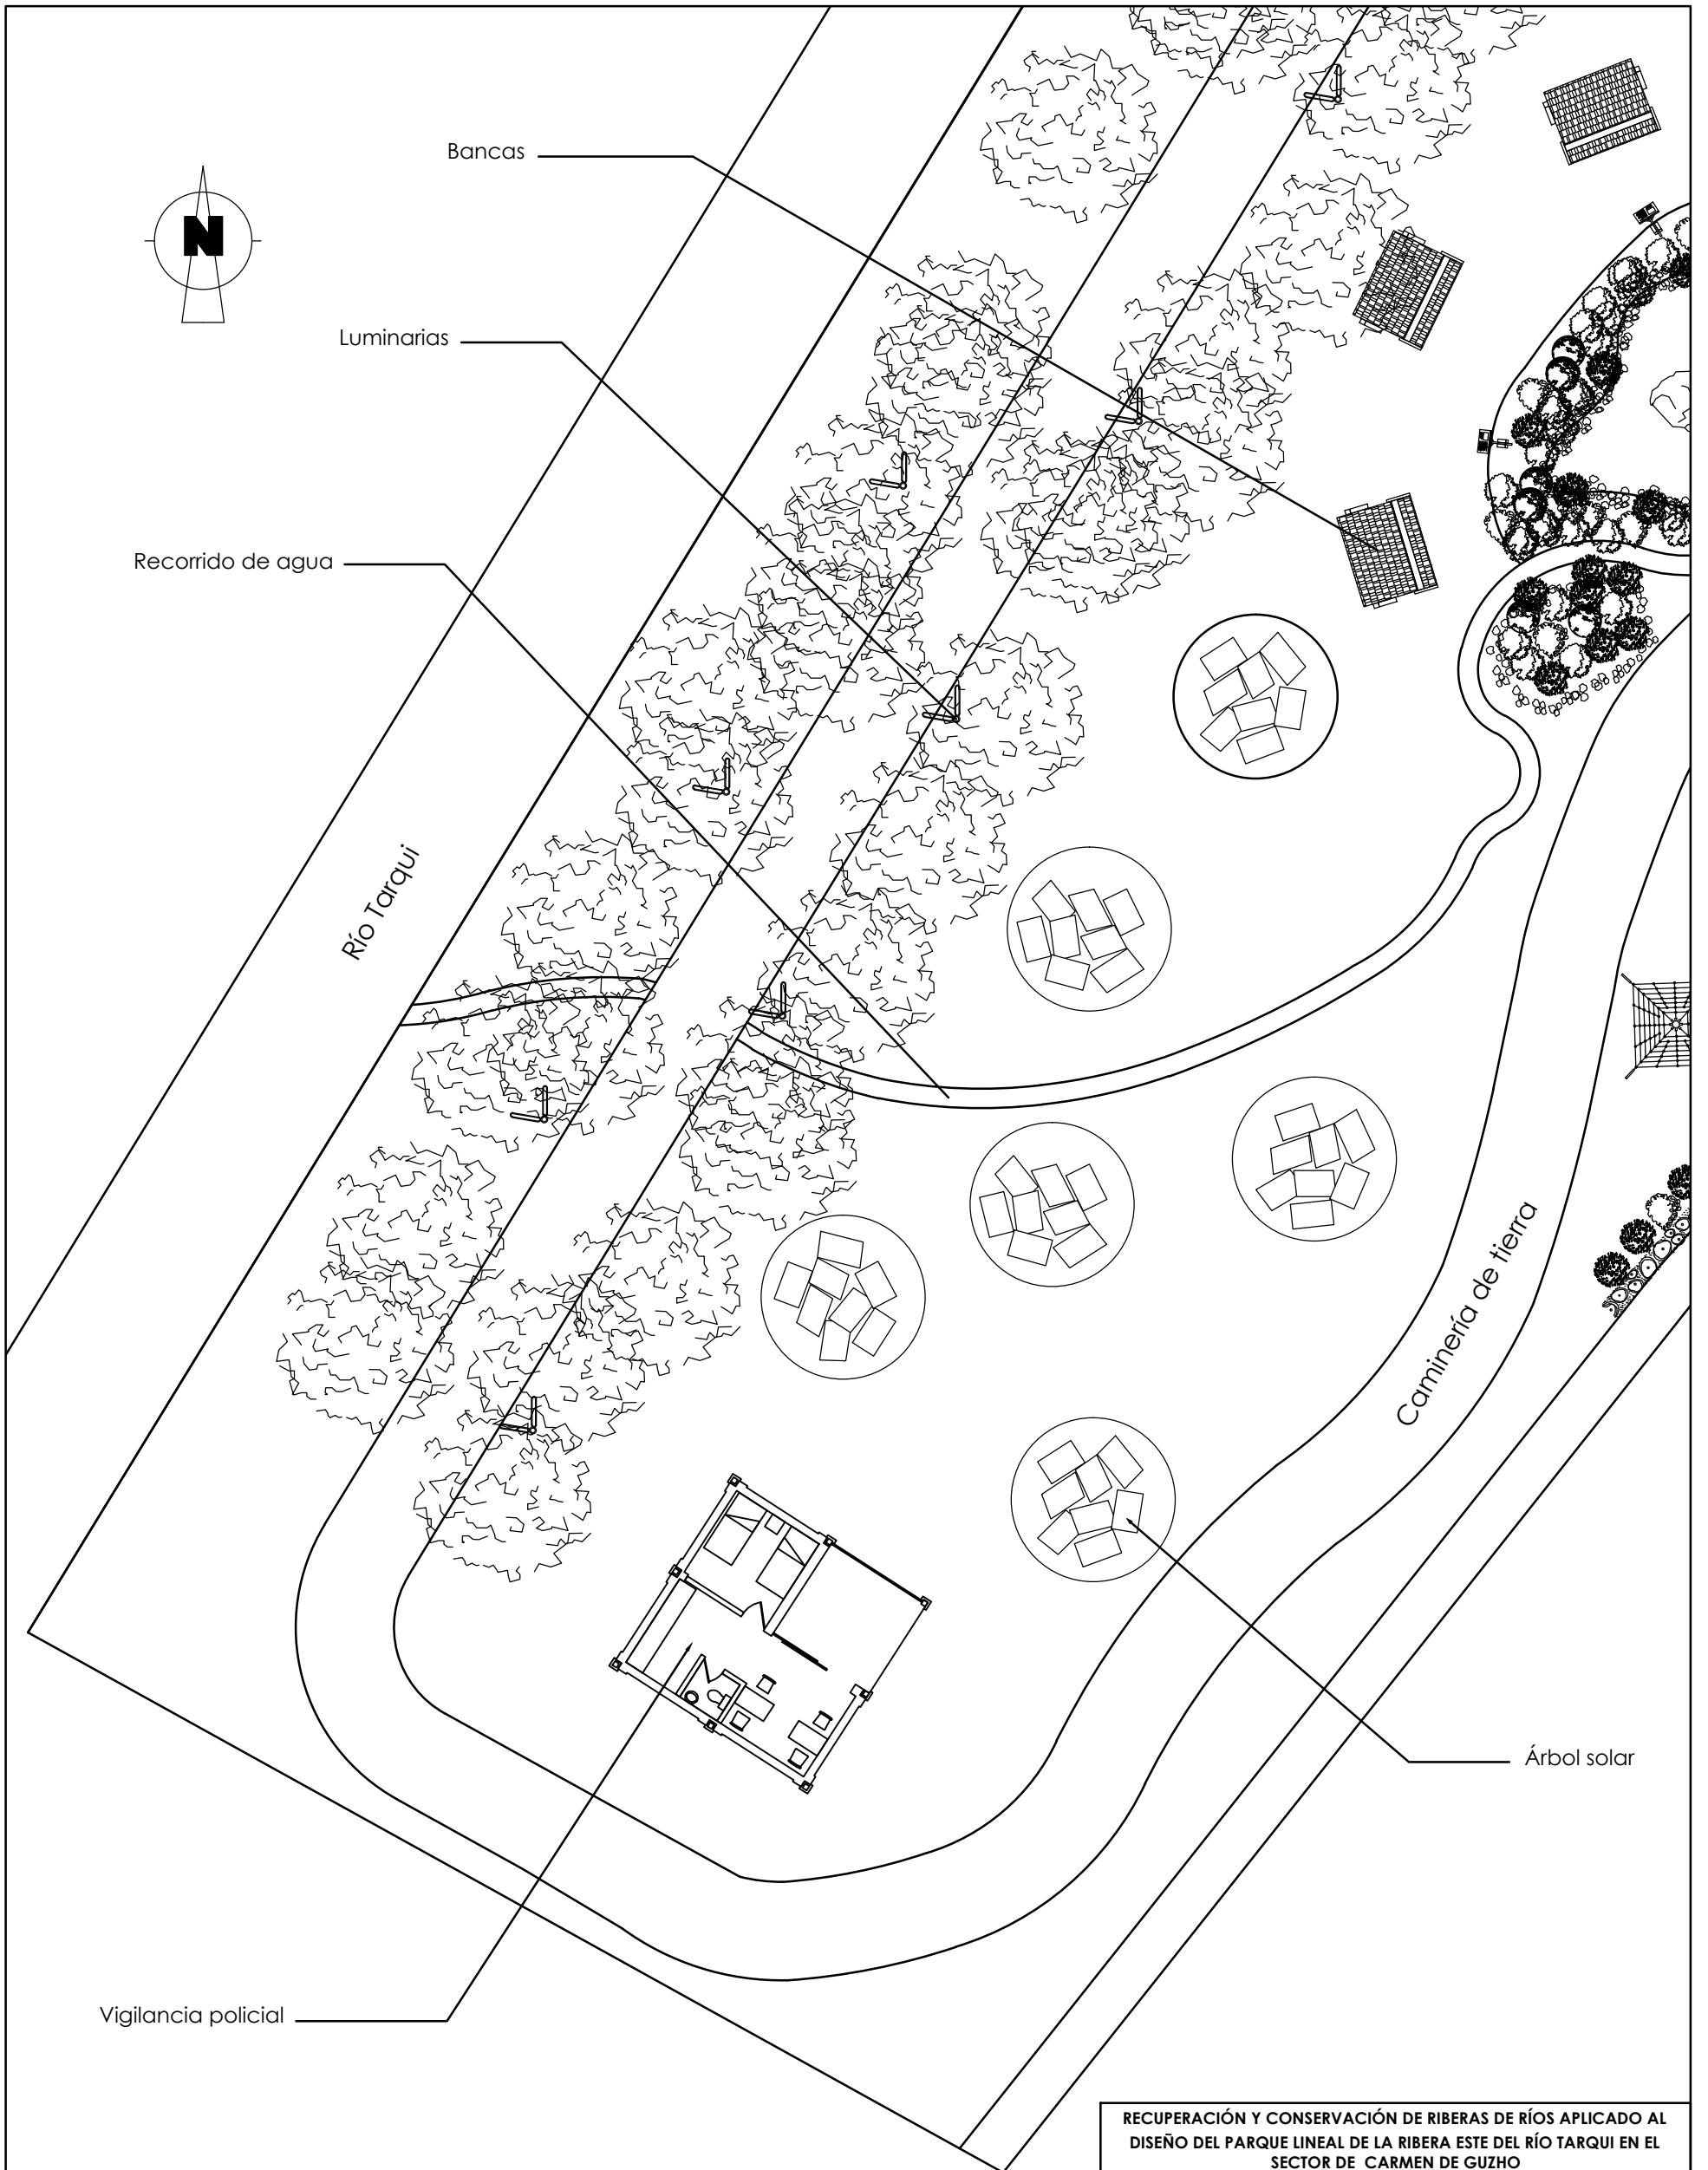 Bancas
N
Luminarias
Recorrido de agua
Río Tarqui
Caminería de tierra
Árbol solar
Vigilancia policial
RECUPERACIÓN Y CONSERVACIÓN DE RIBERAS DE RÍOS APLICADO AL
DISEÑO DEL PARQUE LINEAL DE LA RIBERA ESTE DEL RÍO TARQUI EN EL
SECTOR DE CARMEN DE GUZHO